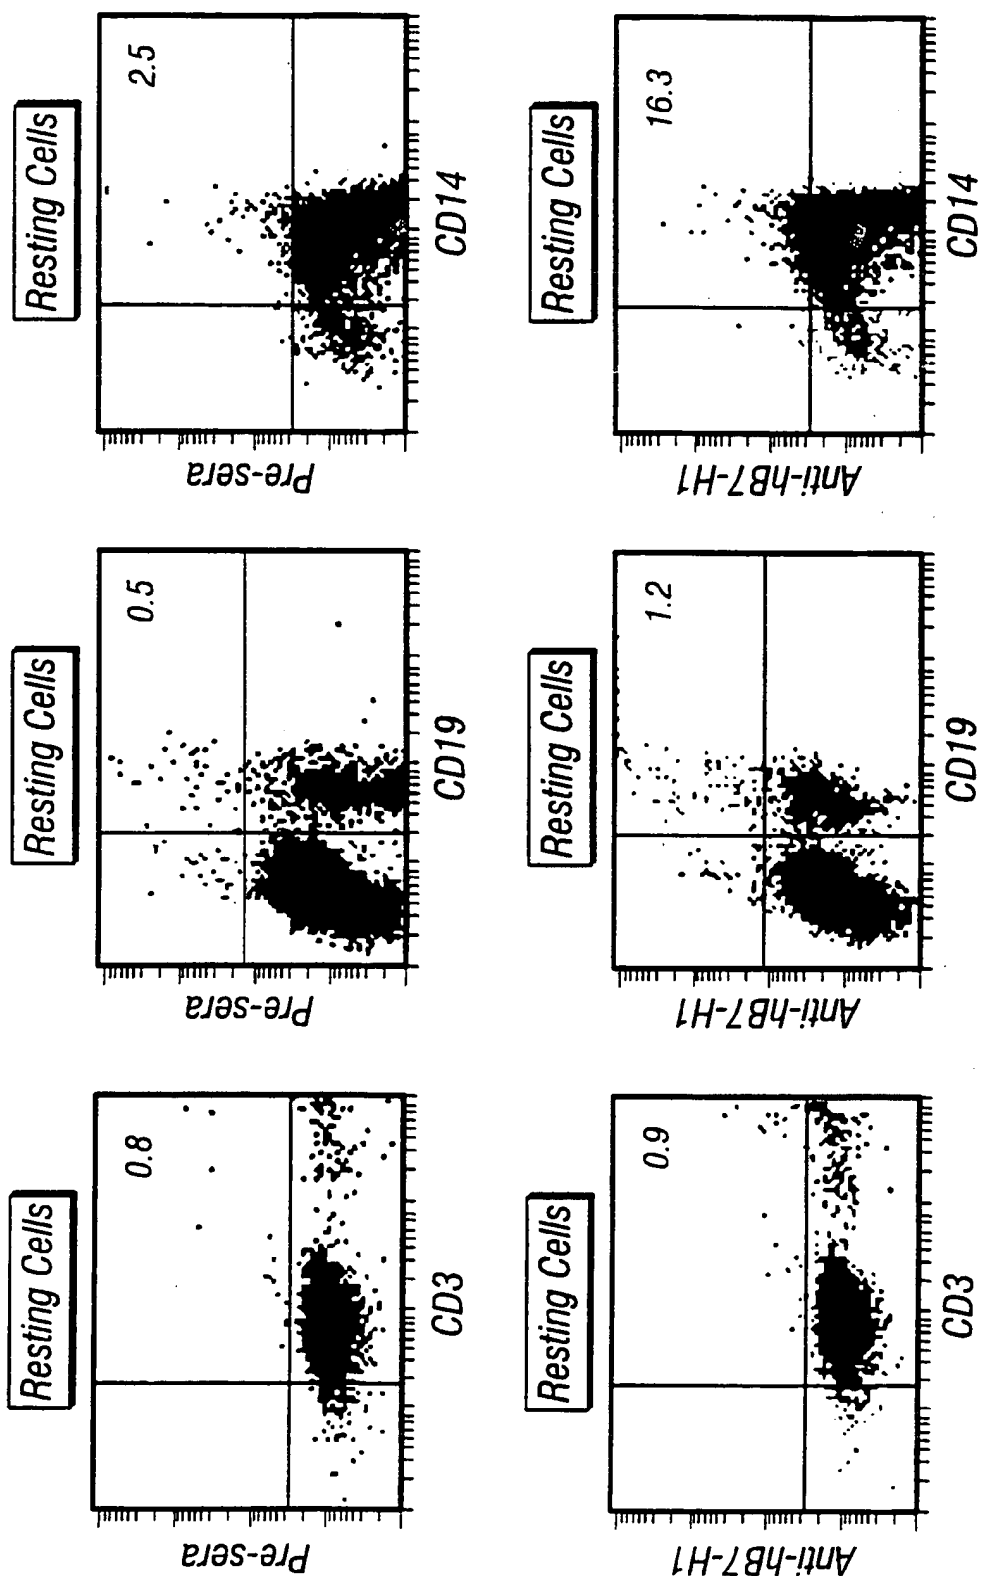 Resting Cells
2.5
Pre-sera
CD14
Resting Cells
16.3
Anti-hB7-H1
CD14
Resting Cells
0.5
Pre-sera
CD19
Resting Cells
1.2
Anti-hB7-H1
CD19
Resting Cells
0.8
Pre-sera
CD3
Resting Cells
0.9
Anti-hB7-H1
CD3